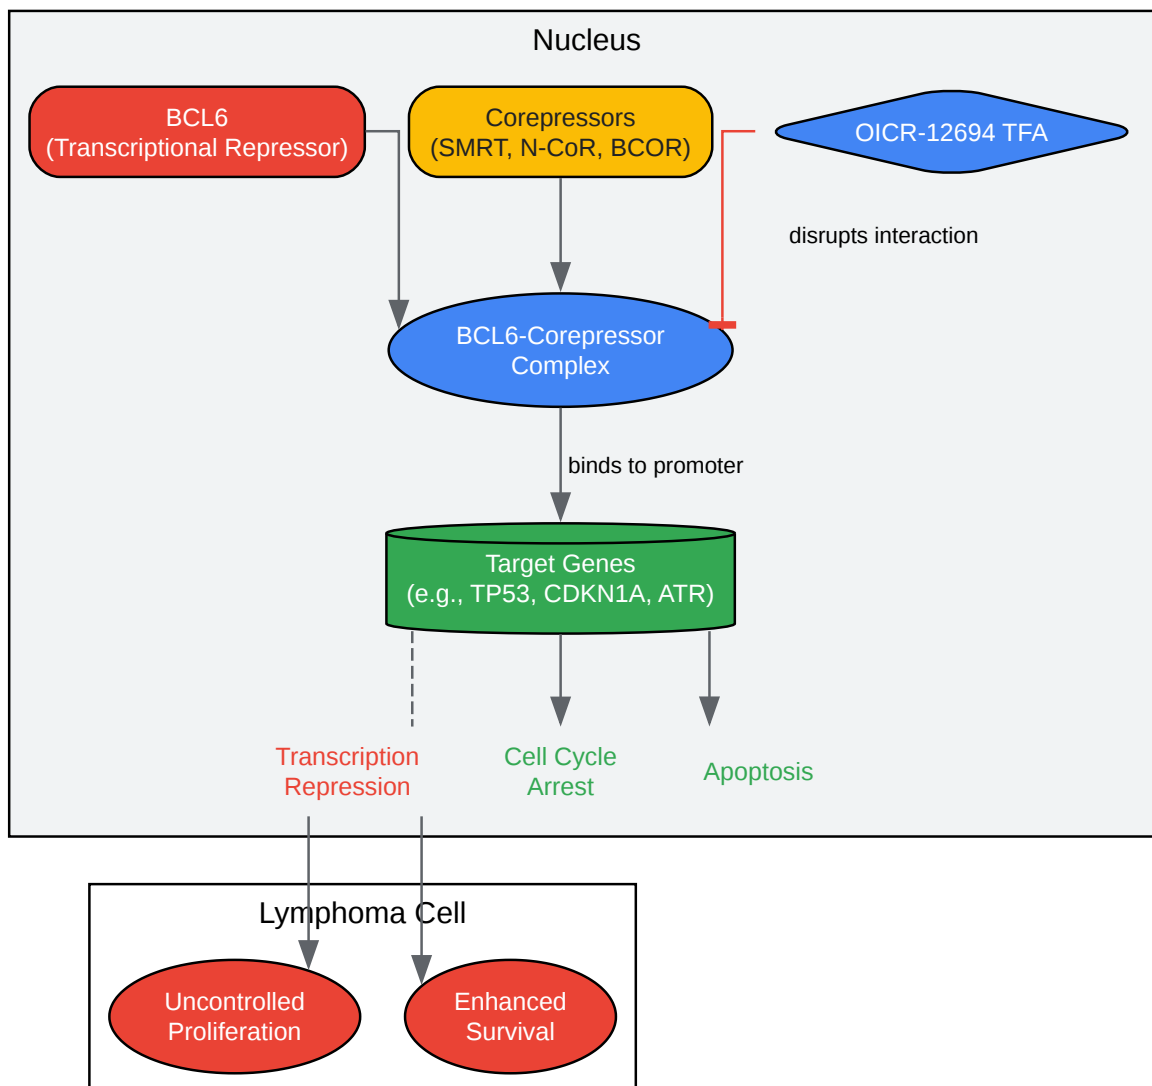 Nucleus
BCL6
(Transcriptional Repressor)
Corepressors
(SMRT, N-CoR, BCOR)
OICR-12694 TFA
disrupts interaction
BCL6-Corepressor
Complex
binds to promoter
Target Genes
(e.g., TP53, CDKN1A, ATR)
Transcription
Repression
Cell Cycle
Arrest
Apoptosis
Lymphoma Cell
Uncontrolled
Proliferation
Enhanced
Survival